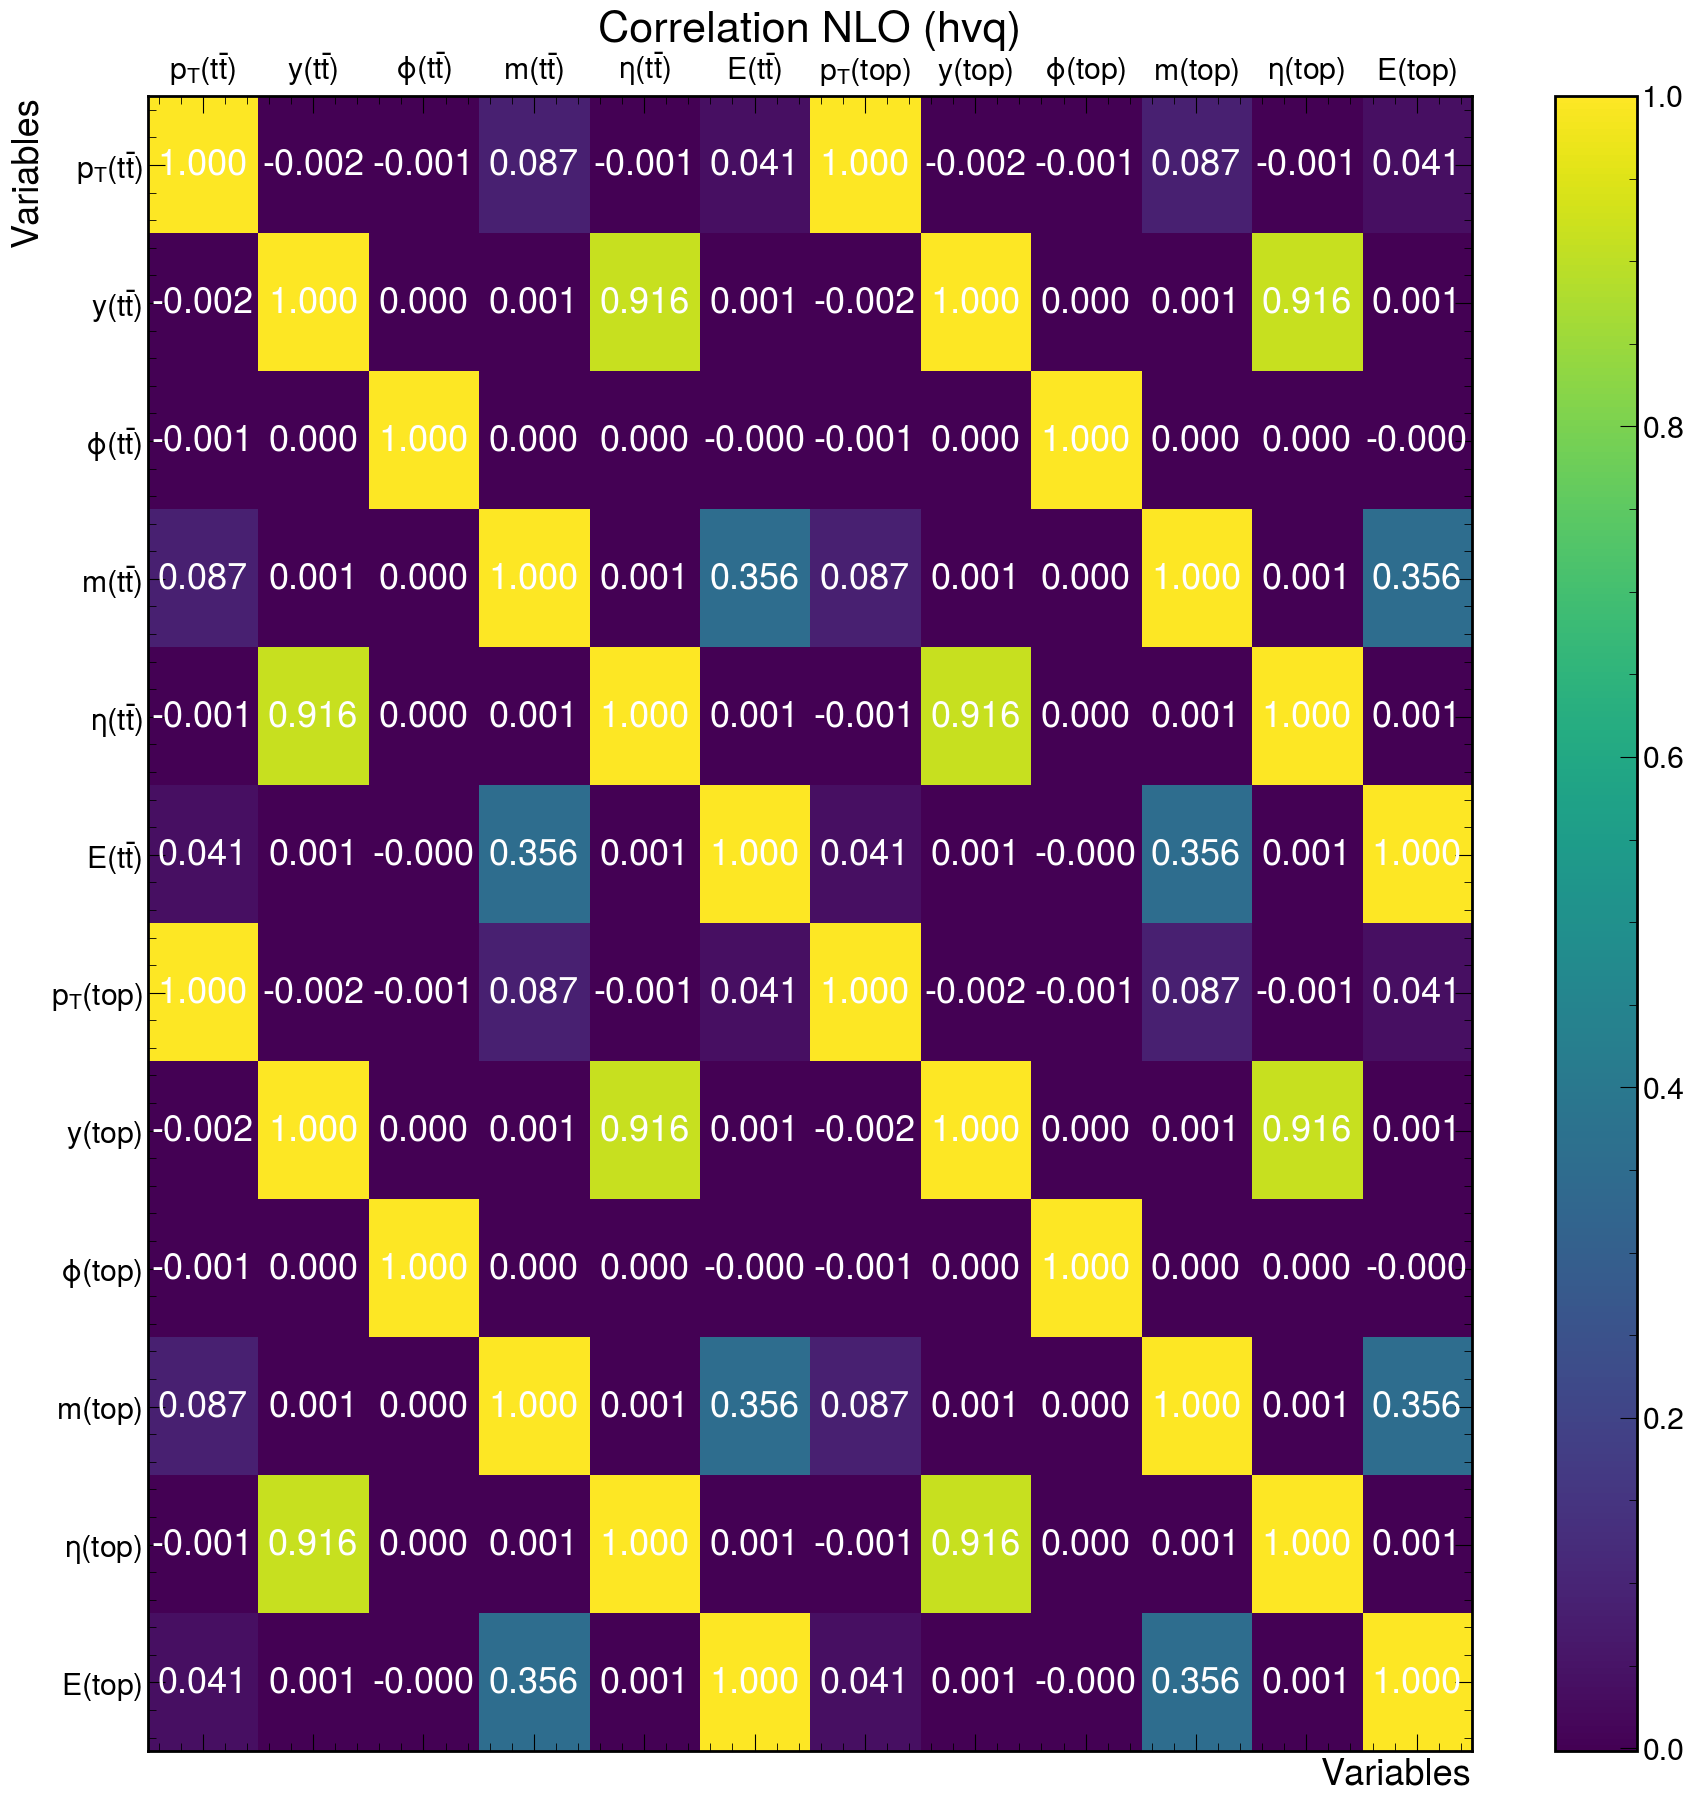 Correlation NLO (hvq)
p_T(tt̄) y(tt̄) ϕ(tt̄) m(tt̄) η(tt̄) E(tt̄) p_T(top) y(top) ϕ(top) m(top) η(top) E(top)
Variables
p_T(tt̄) 1.000 -0.002 -0.001 0.087 -0.001 0.041 1.000 -0.002 -0.001 0.087 -0.001 0.041
y(tt̄) -0.002 1.000 0.000 0.001 0.916 0.001 -0.002 1.000 0.000 0.001 0.916 0.001
ϕ(tt̄) -0.001 0.000 1.000 0.000 0.000 -0.000 -0.001 0.000 1.000 0.000 0.000 -0.000
m(tt̄) 0.087 0.001 0.000 1.000 0.001 0.356 0.087 0.001 0.000 1.000 0.001 0.356
η(tt̄) -0.001 0.916 0.000 0.001 1.000 0.001 -0.001 0.916 0.000 0.001 1.000 0.001
E(tt̄) 0.041 0.001 -0.000 0.356 0.001 1.000 0.041 0.001 -0.000 0.356 0.001 1.000
p_T(top) 1.000 -0.002 -0.001 0.087 -0.001 0.041 1.000 -0.002 -0.001 0.087 -0.001 0.041
y(top) -0.002 1.000 0.000 0.001 0.916 0.001 -0.002 1.000 0.000 0.001 0.916 0.001
ϕ(top) -0.001 0.000 1.000 0.000 0.000 -0.000 -0.001 0.000 1.000 0.000 0.000 -0.000
m(top) 0.087 0.001 0.000 1.000 0.001 0.356 0.087 0.001 0.000 1.000 0.001 0.356
η(top) -0.001 0.916 0.000 0.001 1.000 0.001 -0.001 0.916 0.000 0.001 1.000 0.001
E(top) 0.041 0.001 -0.000 0.356 0.001 1.000 0.041 0.001 -0.000 0.356 0.001 1.000
Variables
1.0
0.8
0.6
0.4
0.2
0.0